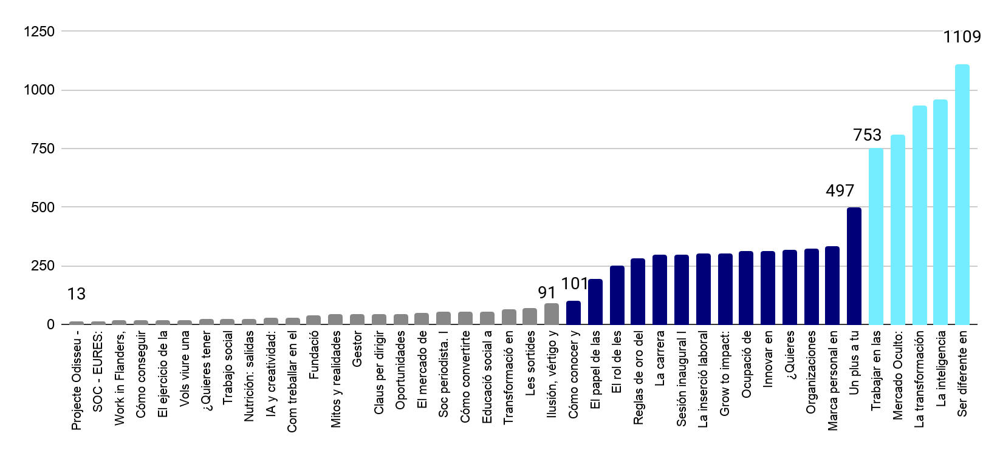 1250
1000
750
500
250
0
13
91
101
497
753
1109
Projecte Odisseu -
SOC - EURES:
Work in Flanders,
Cómo conseguir
El ejercicio de la
Vols viure una
¿Quieres tener
Trabajo social
Nutrición: salidas
IA y creatividad:
Com treballar en el
Fundació
Mitos y realidades
Gestor
Claus per dirigir
Oportunidades
El mercado de
Soc periodista. I
Cómo convertirte
Educació social a
Transformació en
Les sortides
Ilusión, vértigo y
Cómo conocer y
El papel de las
El rol de les
Reglas de oro del
La carrera
Sesión inaugural I
La inserció laboral
Grow to impact:
Ocupació de
Innovar en
¿Quieres
Organizaciones
Marca personal en
Un plus a tu
Trabajar en las
Mercado Oculto:
La transformación
La inteligencia
Ser diferente en